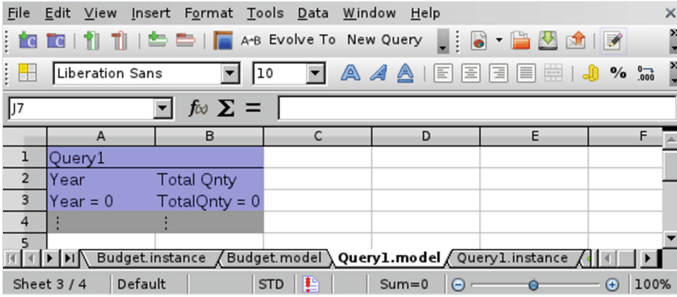 File Edit View Insert Format Tools Data Window Help
A→B Evolve To New Query
Liberation Sans 10 A A A % 0.000
J7 f(x) Σ =
A B C D E F
1 Query1
2 Year Total Qnty
3 Year = 0 TotalQnty = 0
4 ⋮ ⋮
5
Budget.instance Budget.model Query1.model Query1.instance
Sheet 3 / 4 Default STD Sum=0 100%